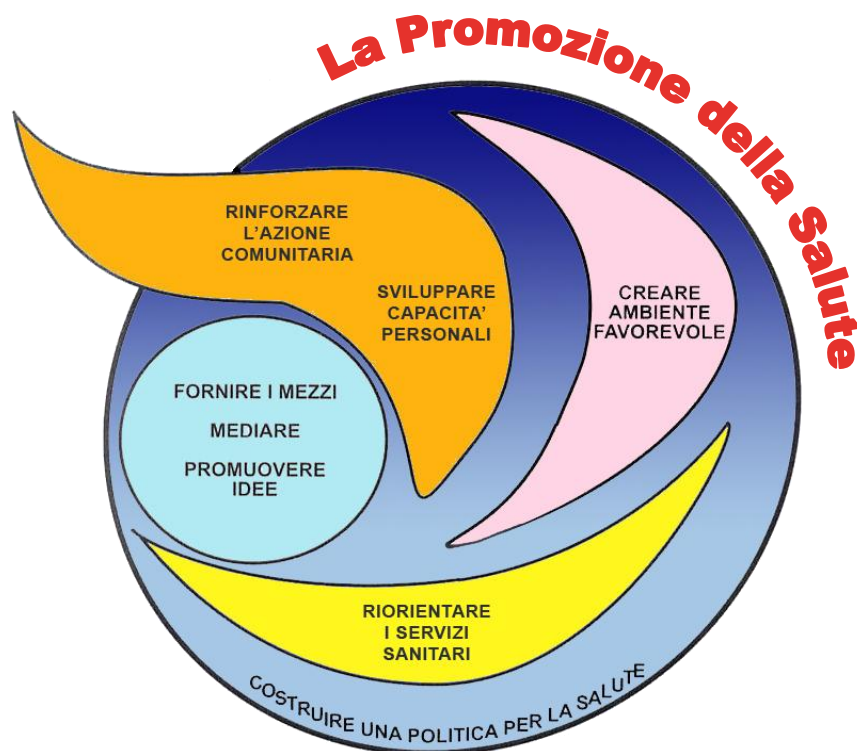 La Promozione della Salute
RINFORZARE
L'AZIONE
COMUNITARIA
SVILUPPARE
CAPACITA'
PERSONALI
CREARE
AMBIENTE
FAVOREVOLE
FORNIRE I MEZZI
MEDIARE
PROMUOVERE
IDEE
RIORIENTARE
I SERVIZI
SANITARI
COSTRUIRE UNA POLITICA PER LA SALUTE